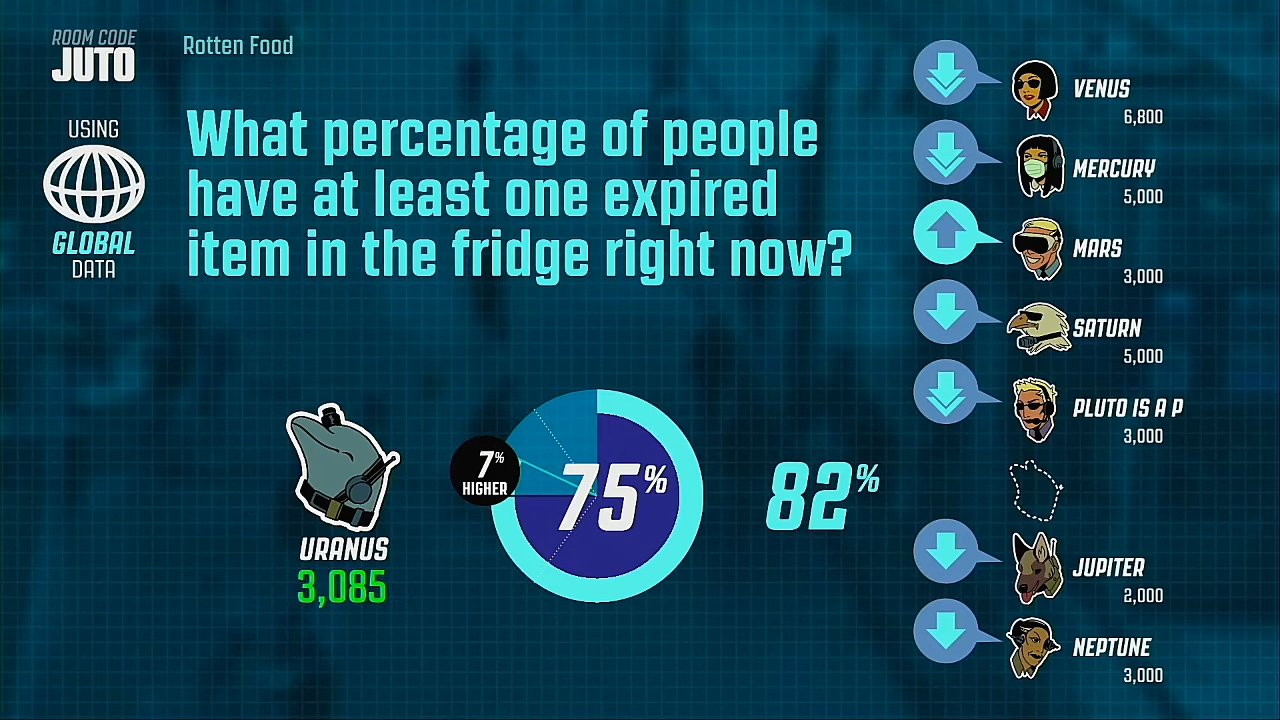 ROOM CODE
JUTO
Rotten Food
USING
GLOBAL
DATA
What percentage of people
have at least one expired
item in the fridge right now?
7%
HIGHER
75%
82%
URANUS
3,085
VENUS
6,800
MERCURY
5,000
MARS
3,000
SATURN
5,000
PLUTO IS A P
3,000
JUPITER
2,000
NEPTUNE
3,000